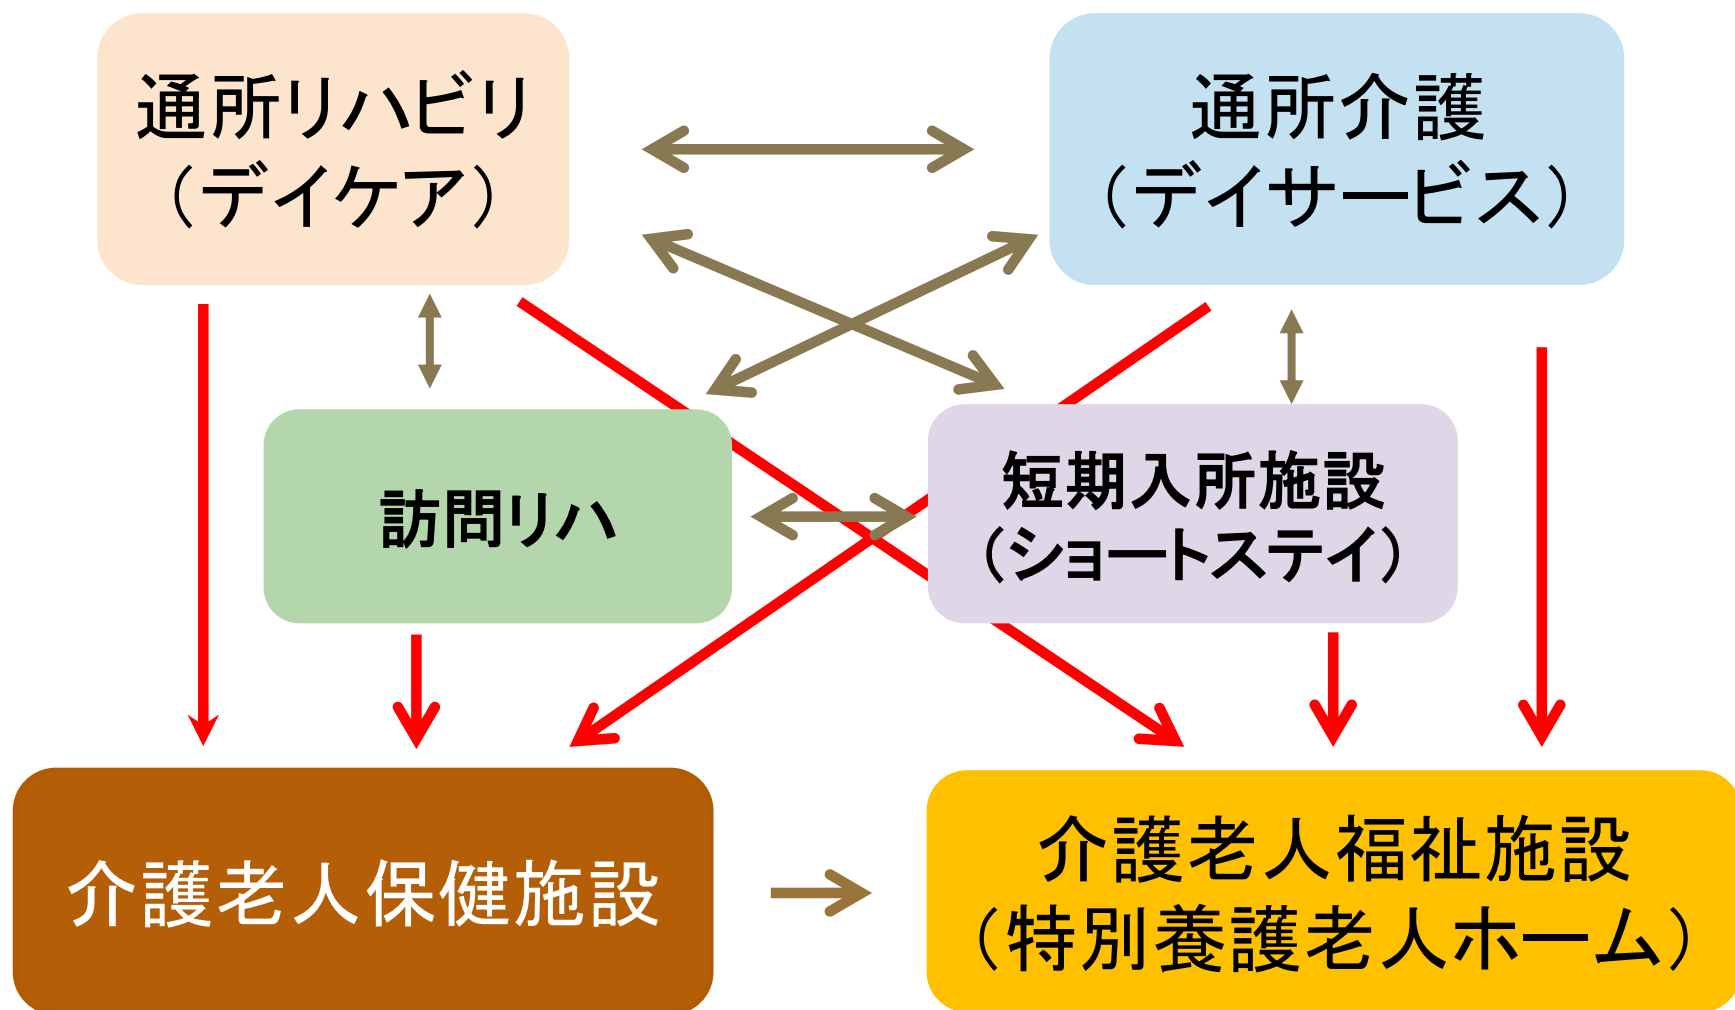 通所リハビリ
（デイケア）
通所介護
（デイサービス）
訪問リハ
短期入所施設
（ショートステイ）
介護老人保健施設
介護老人福祉施設
（特別養護老人ホーム）